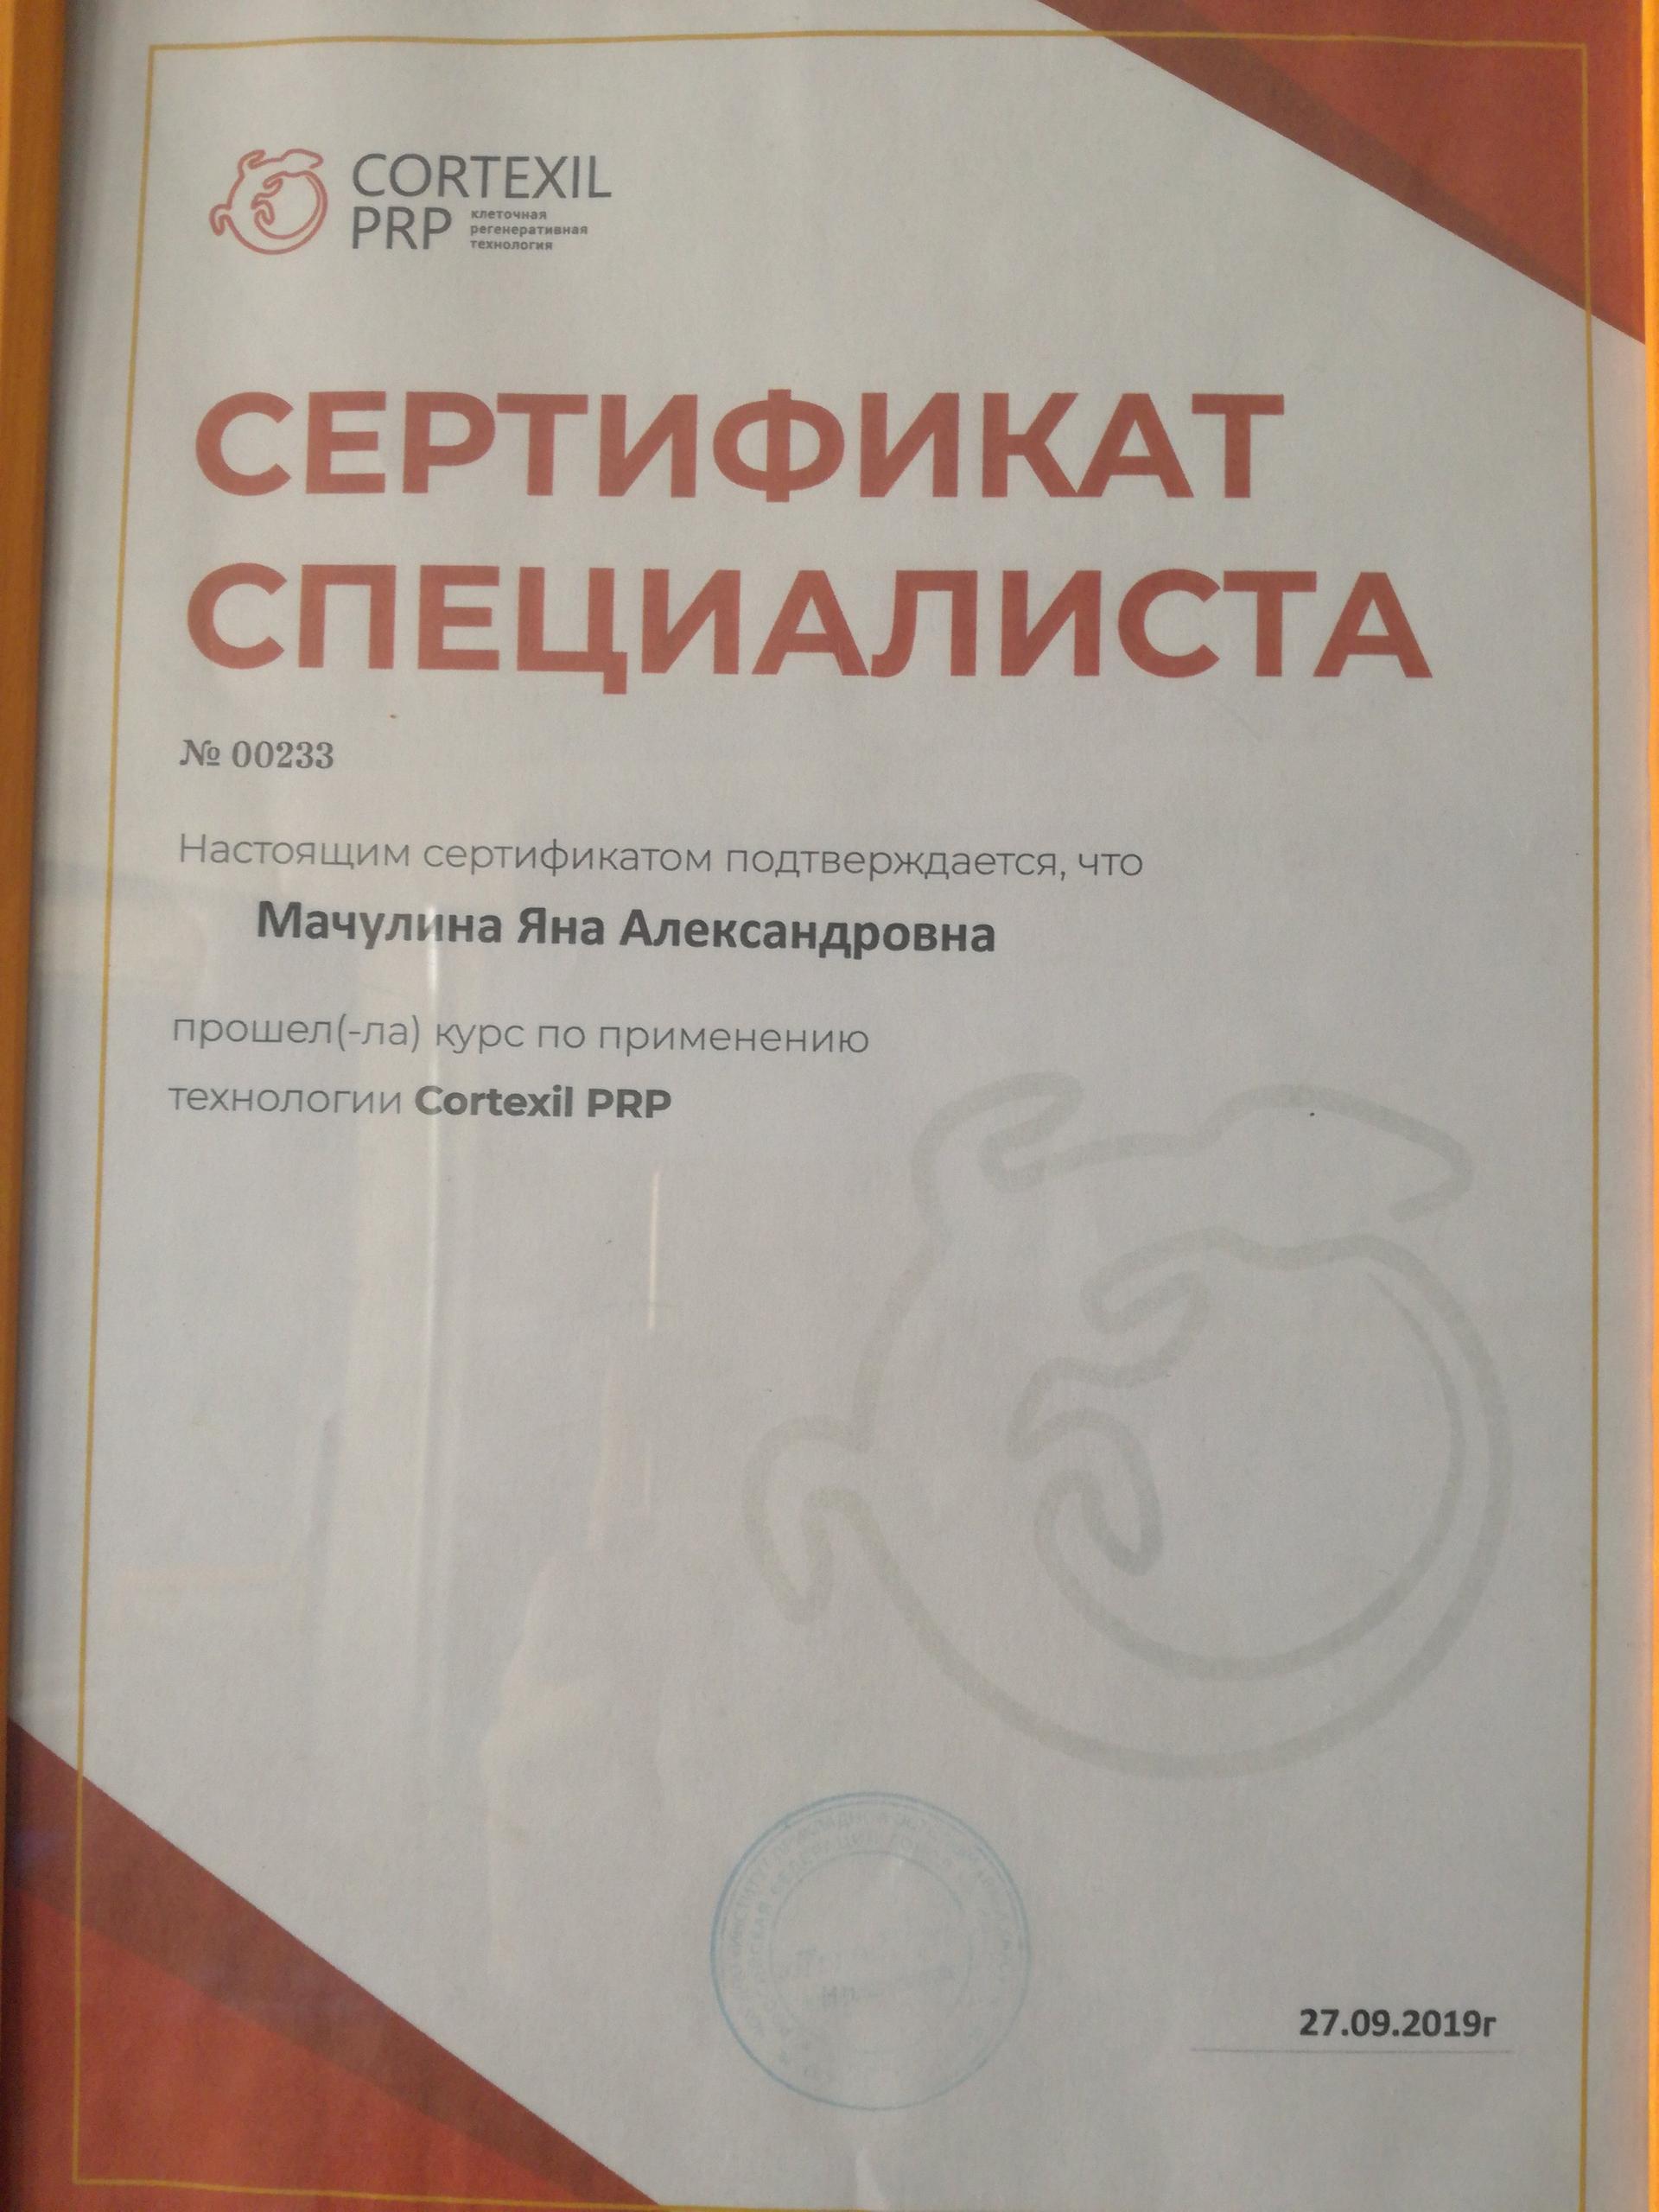 CORTEXIL
PRP
клеточная
регенеративная
технология
СЕРТИФИКАТ
СПЕЦИАЛИСТА
№ 00233
Настоящим сертификатом подтверждается, что
Мачулина Яна Александровна
прошел(-ла) курс по применению
технологии Cortexil PRP
27.09.2019г